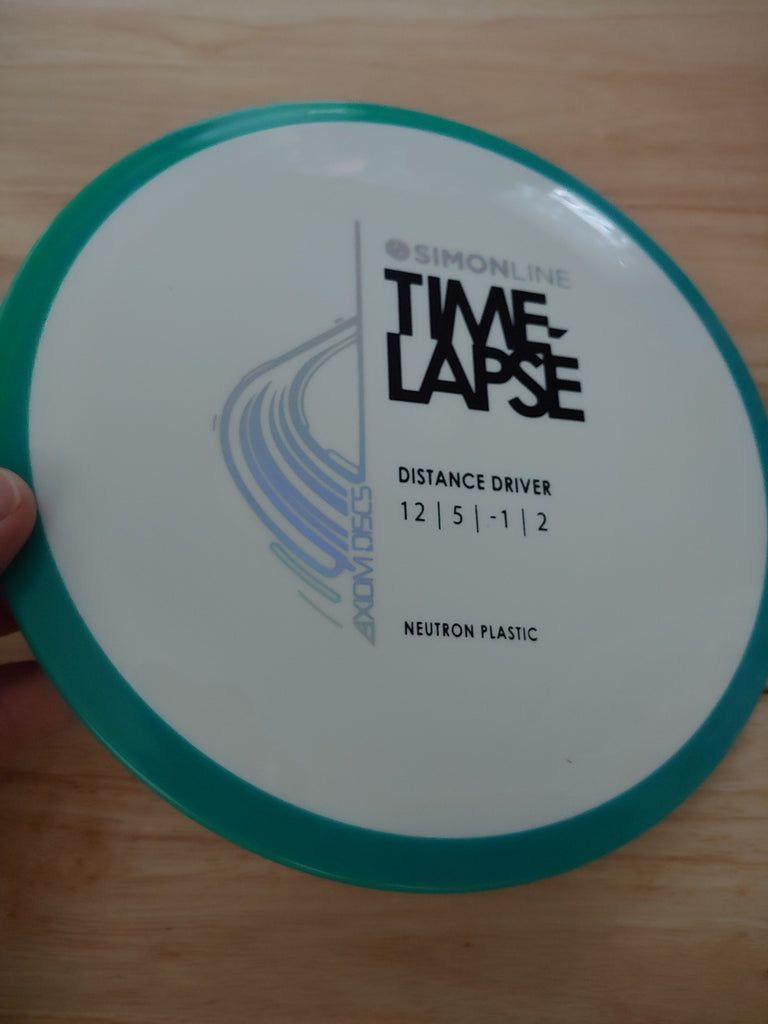 SIMONLINE
TIME-
LAPSE
DISTANCE DRIVER
12 | 5 | -1 | 2
NEUTRON PLASTIC
AXIOM DISCS